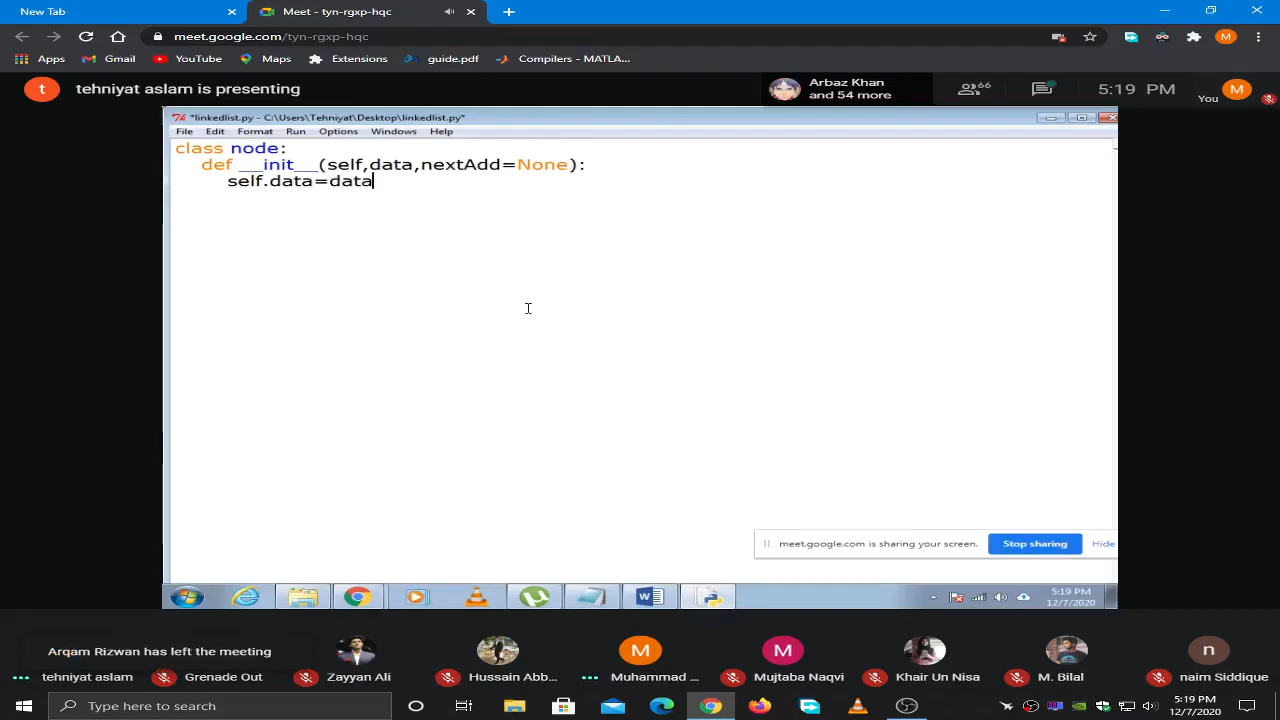 New Tab
Meet - tyn-rgxp-hqc
meet.google.com/tyn-rgxp-hqc
M
Apps
Gmail
YouTube
Maps
Extensions
guide.pdf
Compilers - MATLA...
t
tehniyat aslam is presenting
Arbaz Khan
and 54 more
66
5:19 PM
You
M
*linkedlist.py - C:\Users\Tehniyat\Desktop\linkedlist.py*
File Edit Format Run Options Windows Help
class node:
def __init__(self,data,nextAdd=None):
self.data=data
meet.google.com is sharing your screen.
Stop sharing
Hide
5:19 PM
12/7/2020
Arqam Rizwan has left the meeting
M
M
n
tehniyat aslam
Grenade Out
Zayyan Ali
Hussain Abb...
Muhammad ...
Mujtaba Naqvi
Khair Un Nisa
M. Bilal
naim Siddique
Type here to search
5:19 PM
12/7/2020